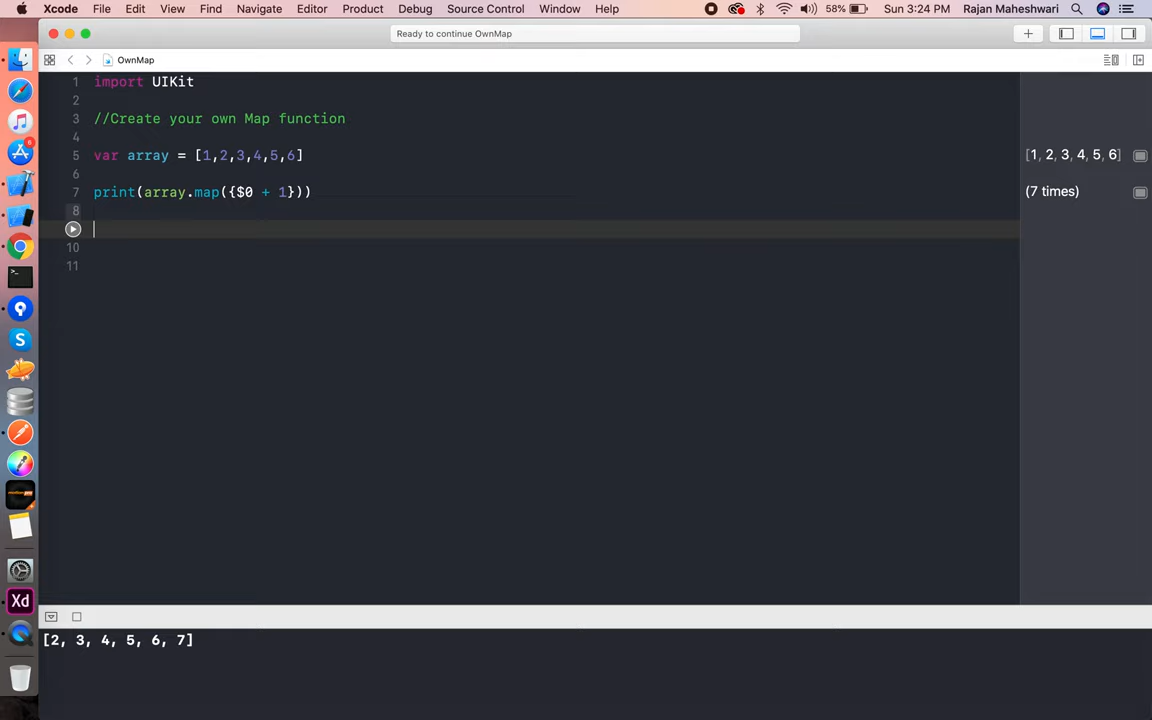 Xcode File Edit View Find Navigate Editor Product Debug Source Control Window Help 58% Sun 3:24 PM Rajan Maheshwari
Ready to continue OwnMap
OwnMap
1 import UIKit
2
3 //Create your own Map function
4
5 var array = [1,2,3,4,5,6] [1, 2, 3, 4, 5, 6]
6
7 print(array.map({$0 + 1})) (7 times)
8
10
11
6
>_
Xd
[2, 3, 4, 5, 6, 7]